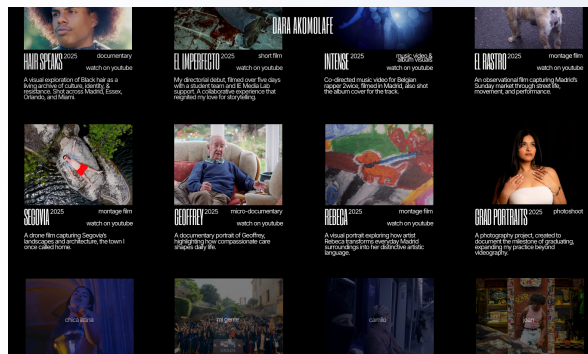 DARA AKOMOLAFE
HAIR SPEAKS 2025 documentary
watch on youtube
A visual exploration of Black hair as a
living archive of culture, identity, &
resistance. Shot across Madrid, Essex,
Orlando, and Miami.
EL IMPERFECTO 2025 short film
watch on youtube
My directorial debut, filmed over five days
with a student team and IE Media Lab
support. A collaborative experience that
reignited my love for storytelling.
INTENSE 2025 music video &
album visuals
watch on youtube
Co-directed music video for Belgian
rapper 2wice, filmed in Madrid, also shot
the album cover for the track.
EL RASTRO 2025 montage film
watch on youtube
An observational film capturing Madrid's
Sunday market through street life,
movement, and performance.
SEGOVIA 2025 montage film
watch on youtube
A drone film capturing Segovia's
landscapes and architecture, the town I
once called home.
GEOFFREY 2025 micro-documentary
watch on youtube
A documentary portrait of Geoffrey,
highlighting how compassionate care
shapes daily life.
REBECA 2025 montage film
watch on youtube
A visual portrait exploring how artist
Rebeca transforms everyday Madrid
surroundings into her distinctive artistic
language.
GRAD PORTRAITS 2025 photoshoot
A photography project, created to
document the milestone of graduating,
expanding my practice beyond
videography.
mi gente
camilo